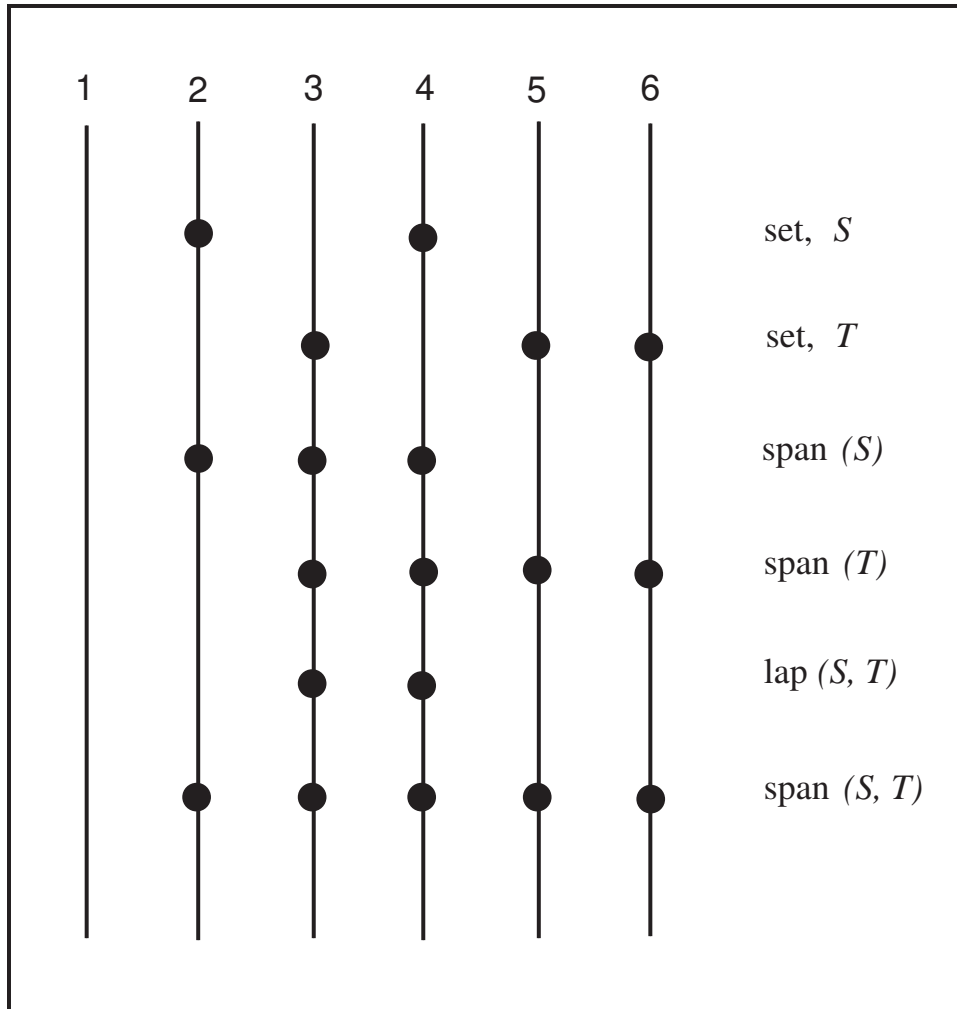 1 2 3 4 5 6
set, S
set, T
span (S)
span (T)
lap (S, T)
span (S, T)